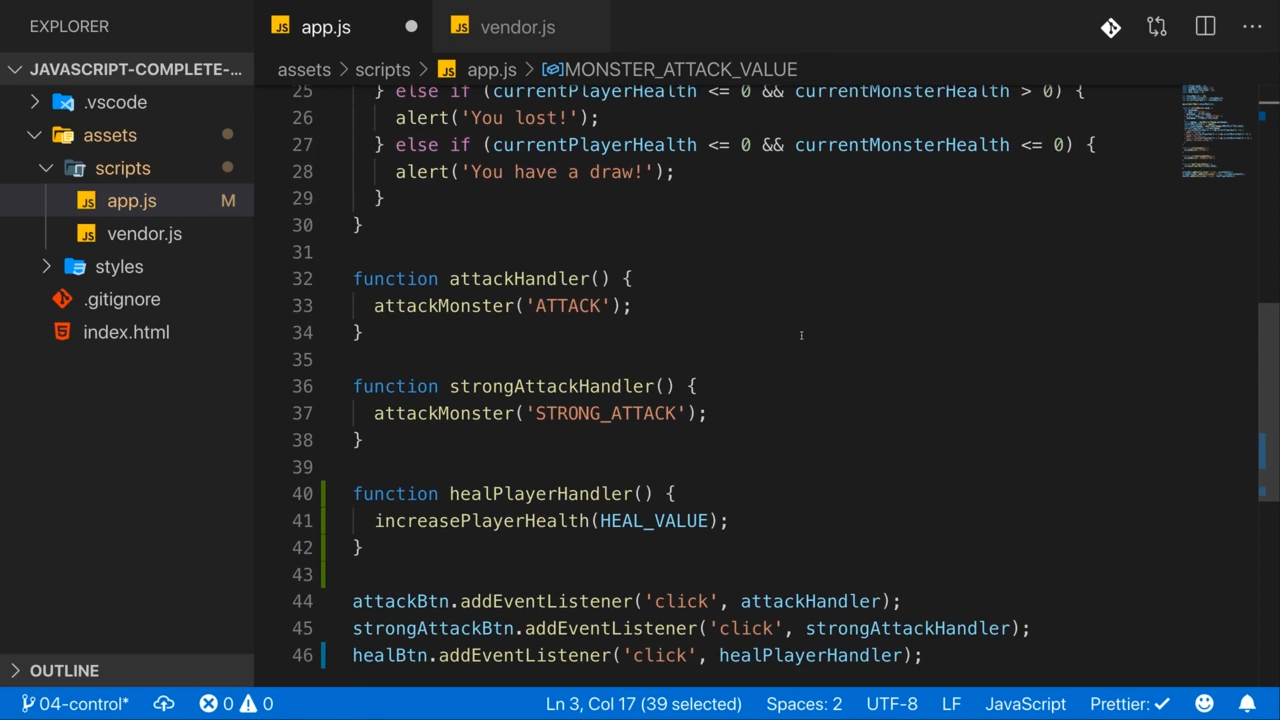 EXPLORER
JS app.js
JS vendor.js
JAVASCRIPT-COMPLETE-...
assets > scripts > JS app.js > MONSTER_ATTACK_VALUE
.vscode
assets
scripts
JS app.js M
JS vendor.js
styles
.gitignore
index.html
25 } else if (currentPlayerHealth <= 0 && currentMonsterHealth > 0) {
26 alert('You lost!');
27 } else if (currentPlayerHealth <= 0 && currentMonsterHealth <= 0) {
28 alert('You have a draw!');
29 }
30 }
31
32 function attackHandler() {
33 attackMonster('ATTACK');
34 }
35
36 function strongAttackHandler() {
37 attackMonster('STRONG_ATTACK');
38 }
39
40 function healPlayerHandler() {
41 increasePlayerHealth(HEAL_VALUE);
42 }
43
44 attackBtn.addEventListener('click', attackHandler);
45 strongAttackBtn.addEventListener('click', strongAttackHandler);
46 healBtn.addEventListener('click', healPlayerHandler);
OUTLINE
04-control* 0 0 Ln 3, Col 17 (39 selected) Spaces: 2 UTF-8 LF JavaScript Prettier: ✓